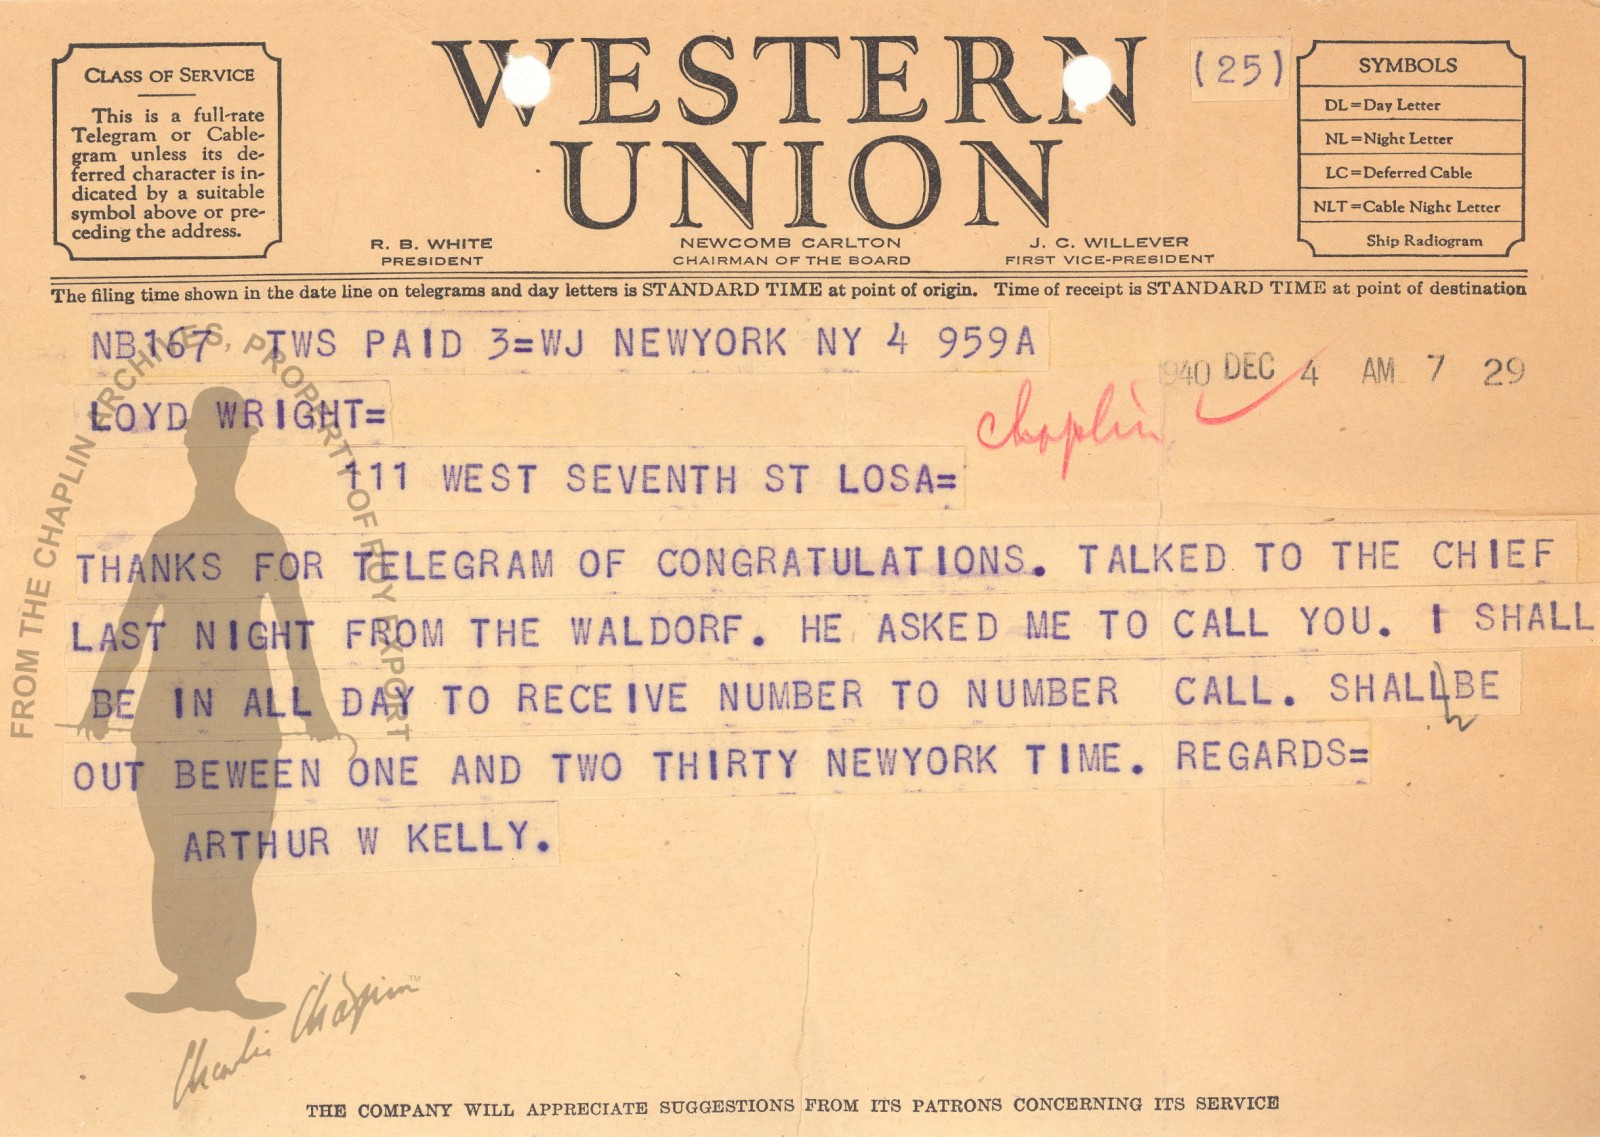 CLASS OF SERVICE
This is a full-rate
Telegram or Cable-
gram unless its de-
ferred character is in-
dicated by a suitable
symbol above or pre-
ceding the address.
WESTERN
UNION
(25)
SYMBOLS
DL=Day Letter
NL=Night Letter
LC=Deferred Cable
NLT=Cable Night Letter
Ship Radiogram
R. B. WHITE
PRESIDENT
NEWCOMB CARLTON
CHAIRMAN OF THE BOARD
J. C. WILLEVER
FIRST VICE-PRESIDENT
The filing time shown in the date line on telegrams and day letters is STANDARD TIME at point of origin. Time of receipt is STANDARD TIME at point of destination
NB167 TWS PAID 3=WJ NEWYORK NY 4 959A
1940 DEC 4 AM 7 29
Chaplin
LOYD WRIGHT=
111 WEST SEVENTH ST LOSA=
THANKS FOR TELEGRAM OF CONGRATULATIONS. TALKED TO THE CHIEF
LAST NIGHT FROM THE WALDORF. HE ASKED ME TO CALL YOU. I SHALL
BE IN ALL DAY TO RECEIVE NUMBER TO NUMBER CALL. SHALL BE
OUT BEWEEN ONE AND TWO THIRTY NEWYORK TIME. REGARDS=
ARTHUR W KELLY.
FROM THE CHAPLIN ARCHIVES, PROPERTY OF ROY EXPORT
Charlie Chaplin™
THE COMPANY WILL APPRECIATE SUGGESTIONS FROM ITS PATRONS CONCERNING ITS SERVICE